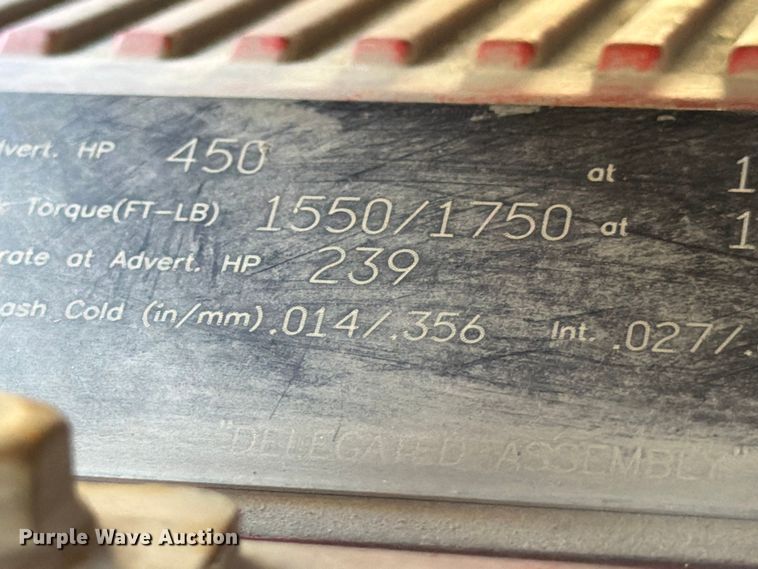 dvert. HP 450 at 1
k Torque(FT-LB) 1550/1750 at 1
rate at Advert. HP 239
ash Cold (in/mm) .014/.356 Int. .027/.
"DELEGATED ASSEMBLY"
Purple Wave Auction